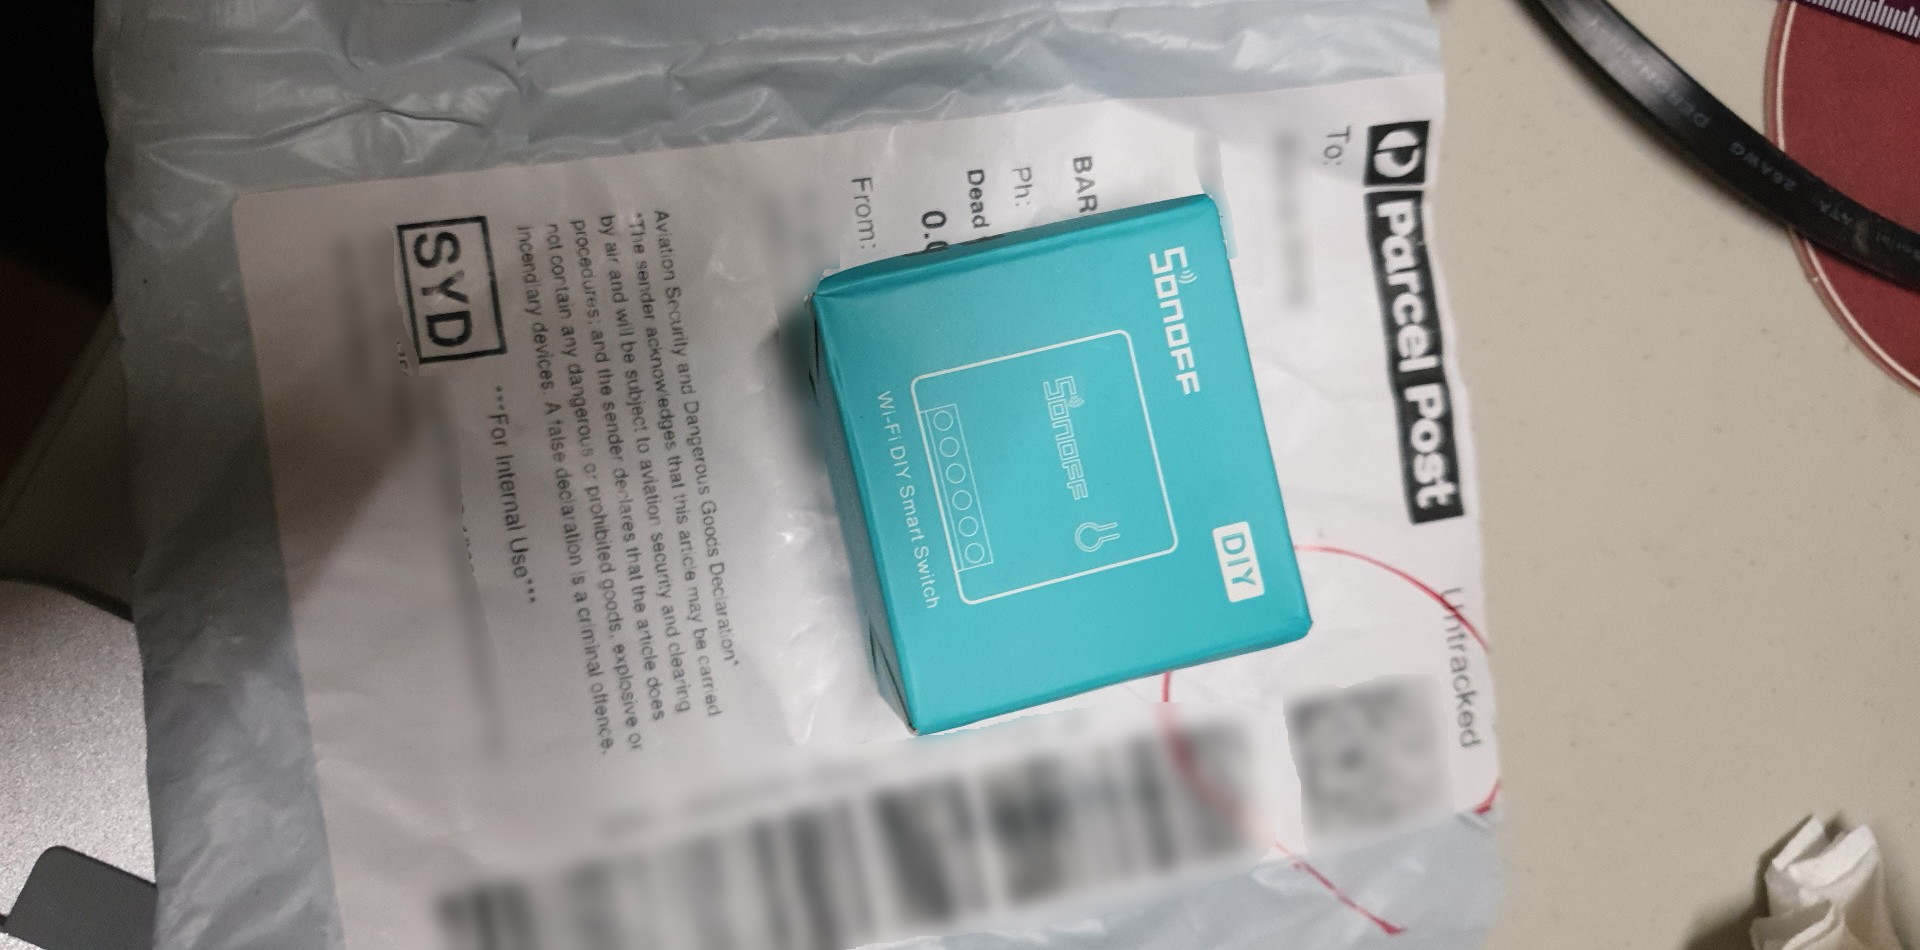 Parcel Post
Untracked
To:
BAR
Ph:
Dead
0.
From:
SONOFF
DIY
SONOFF
Wi-Fi DIY Smart Switch
Aviation Security and Dangerous Goods Declaration*
*The sender acknowledges that this article may be carried
by air and will be subject to aviation security and clearing
procedures; and the sender declares that the article does
not contain any dangerous or prohibited goods, explosive or
incendiary devices. A false declaration is a criminal offence.
***For Internal Use***
SYD
26AWG